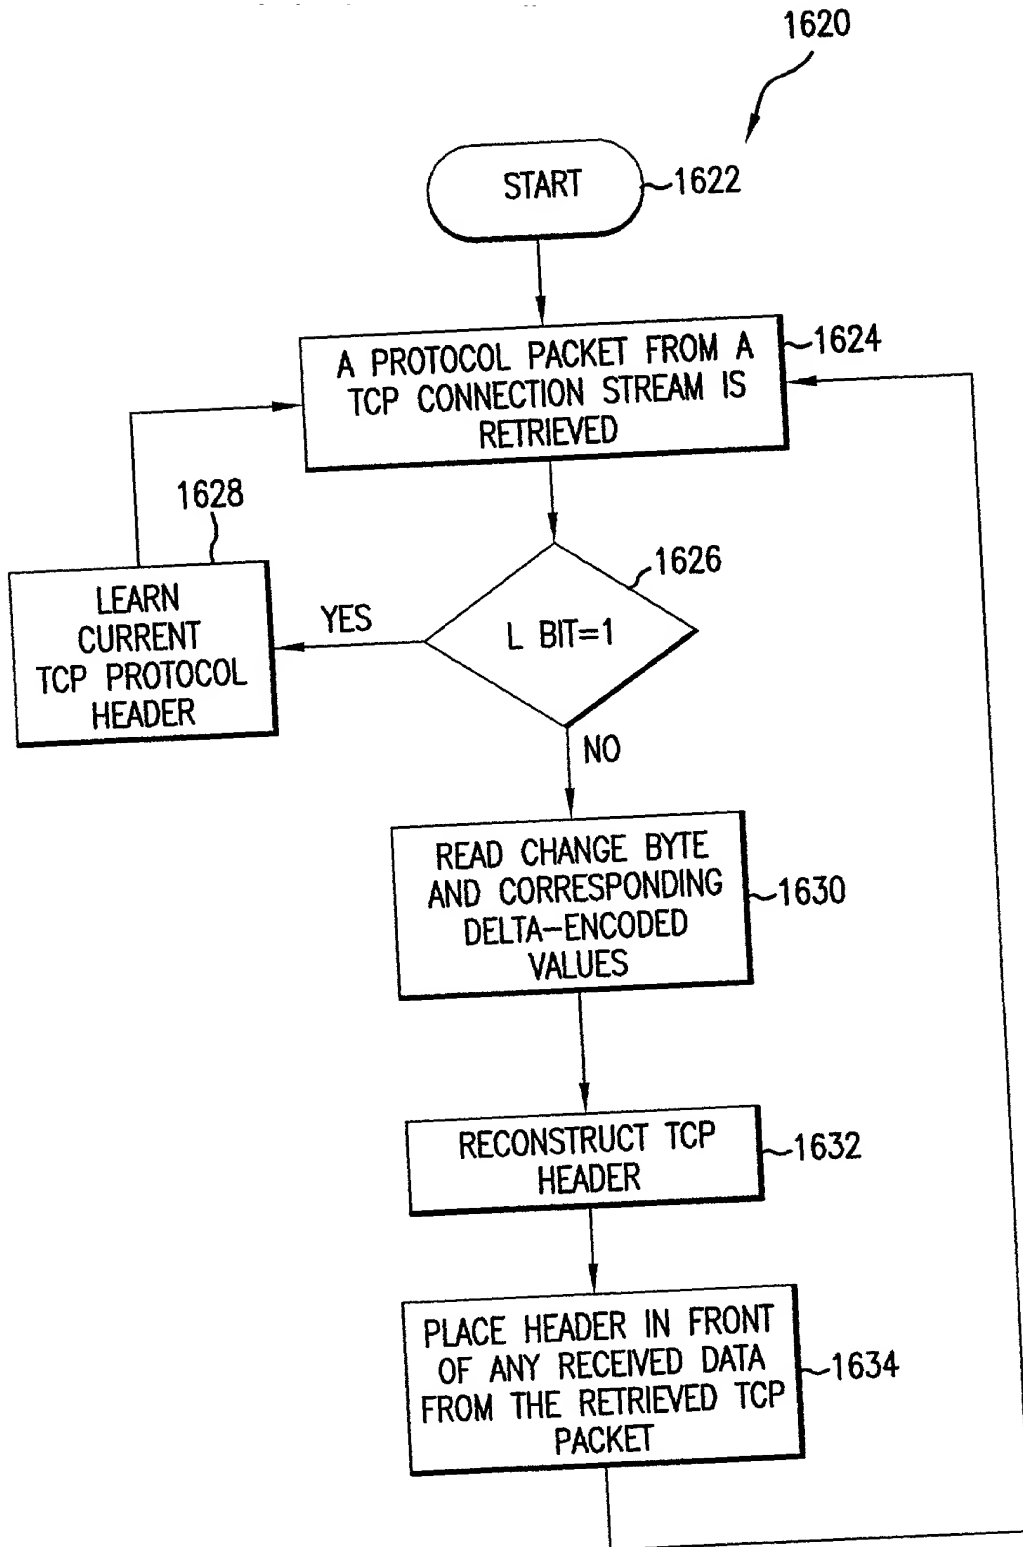 1620
START
1622
A PROTOCOL PACKET FROM A
TCP CONNECTION STREAM IS
RETRIEVED
1624
1628
1626
LEARN
CURRENT
TCP PROTOCOL
HEADER
YES
L BIT=1
NO
READ CHANGE BYTE
AND CORRESPONDING
DELTA-ENCODED
VALUES
1630
RECONSTRUCT TCP
HEADER
1632
PLACE HEADER IN FRONT
OF ANY RECEIVED DATA
FROM THE RETRIEVED TCP
PACKET
1634